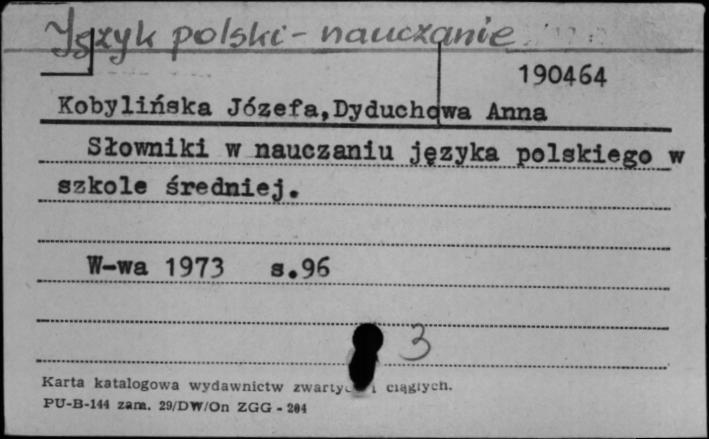 Język polski - nauczanie
190464
Kobylińska Józefa,Dyduchowa Anna
Słowniki w nauczaniu języka polskiego w
szkole średniej.
W-wa 1973 s.96
3
Karta katalogowa wydawnictw zwartych i ciągłych.
PU-B-144 zam. 29/DW/On ZGG - 204